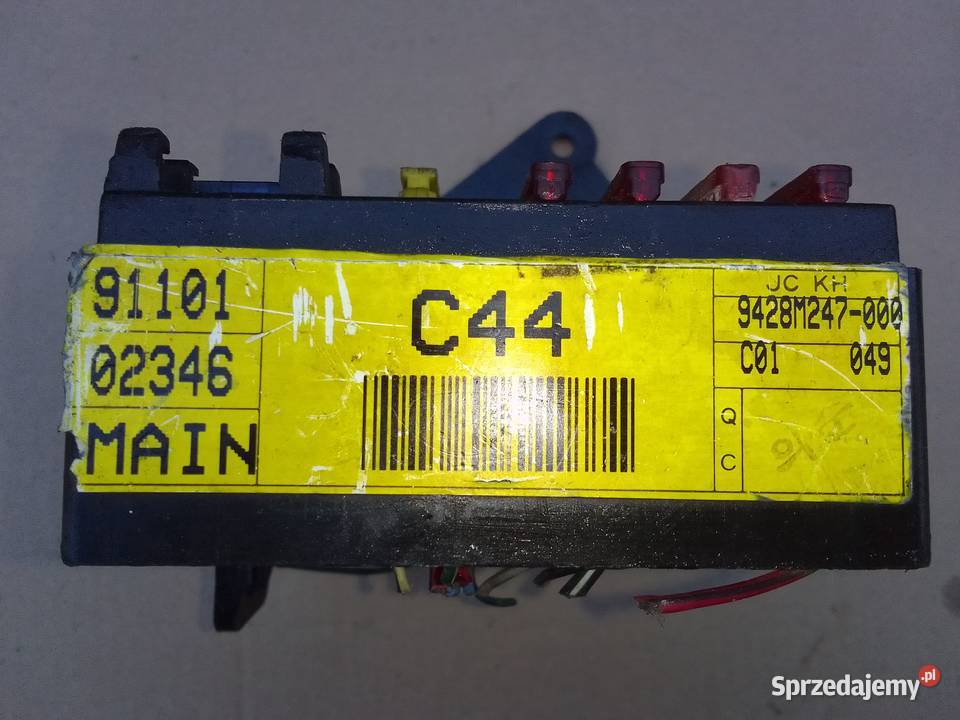 91101
02346
MAIN
C44
JC KH
9428M247-000
C01 049
Q
C
Sprzedajemy.pl